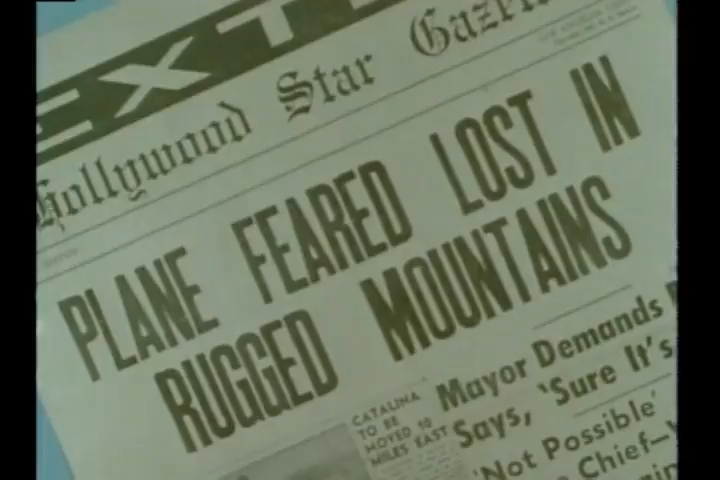 EXT
Hollywood Star Gaze
PLANE FEARED LOST IN
RUGGED MOUNTAINS
CATALINA
TO BE
MOVED 10
MILES EAST
Mayor Demands
Says, 'Sure It's
'Not Possible'
Chief—